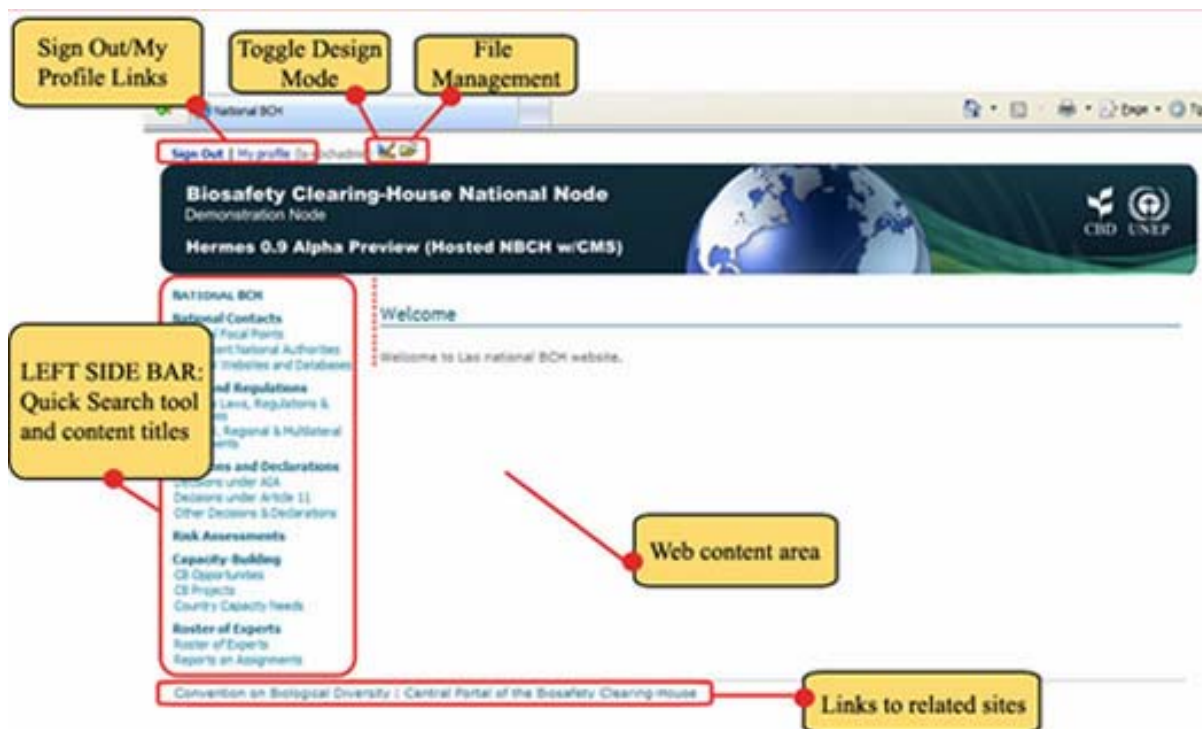 Sign Out/My
Profile Links
Toggle Design
Mode
File
Management
National BCH
Page
Sign Out | My profile
Biosafety Clearing-House National Node
Demonstration Node
Hermes 0.9 Alpha Preview (Hosted NBCH w/CMS)
CBD UNEP
NATIONAL BCH
National Contacts
Focal Points
National Authorities
Websites and Databases
and Regulations
Laws, Regulations &
Regional & Multilateral
and Declarations
Decisions under AIA
Decisions under Article 11
Other Decisions & Declarations
Risk Assessments
Capacity-Building
CB Opportunities
CB Projects
Country Capacity Needs
Roster of Experts
Roster of Experts
Reports on Assignments
LEFT SIDE BAR:
Quick Search tool
and content titles
Welcome
Welcome to Lao national BCH website.
Web content area
Convention on Biological Diversity | Central Portal of the Biosafety Clearing-House
Links to related sites